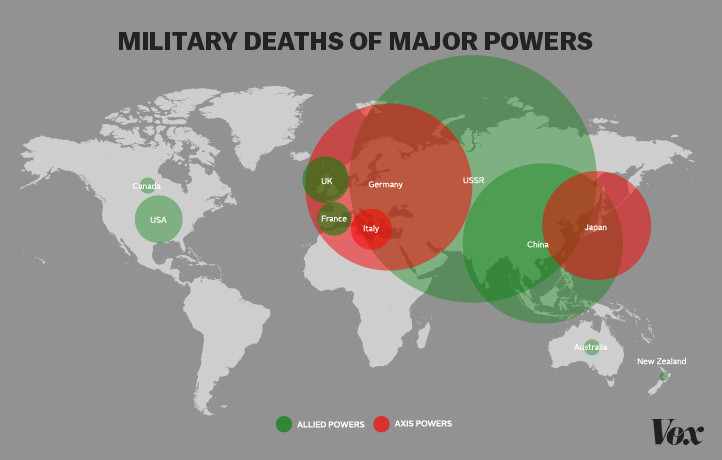 MILITARY DEATHS OF MAJOR POWERS
Canada
UK
Germany
USSR
USA
France
Italy
Japan
China
Australia
New Zealand
ALLIED POWERS
AXIS POWERS
Vox